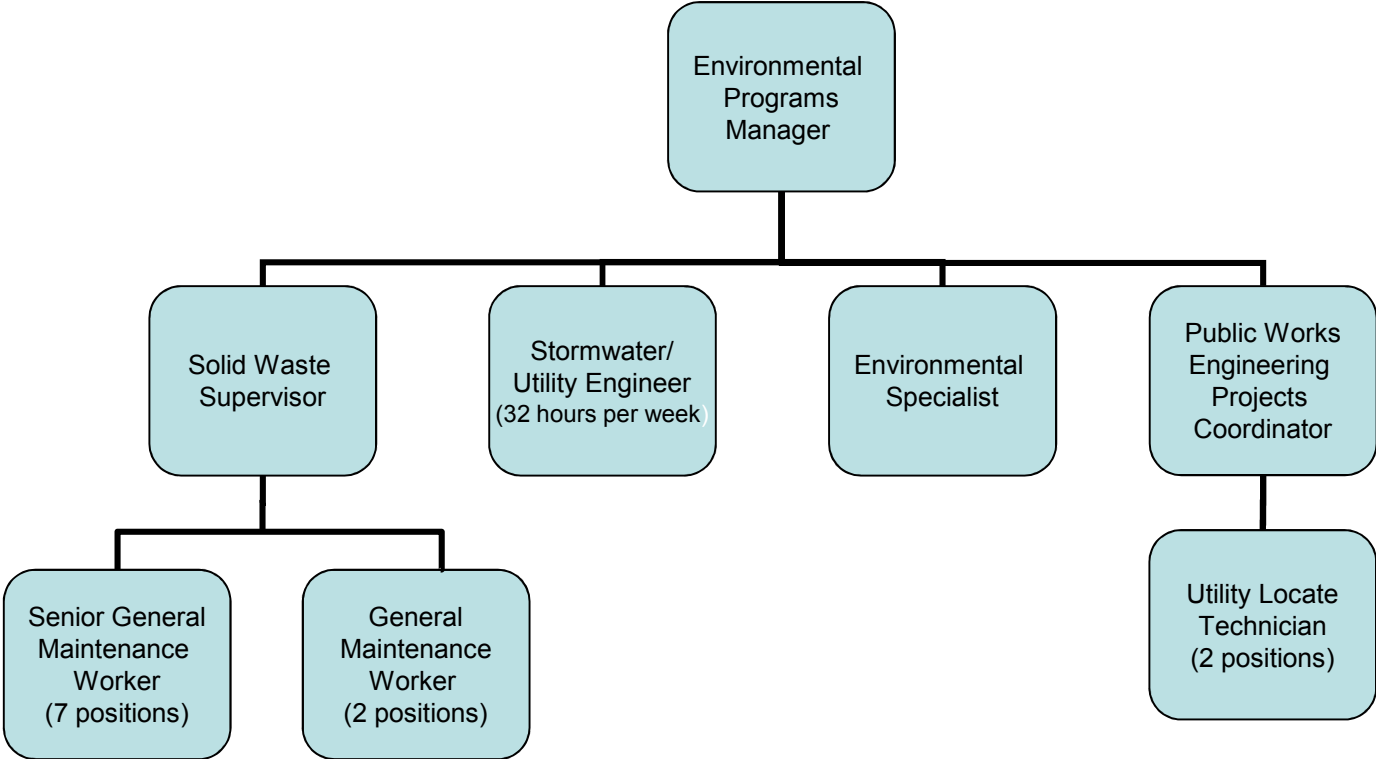 Environmental
Programs
Manager
Solid Waste
Supervisor
Stormwater/
Utility Engineer
(32 hours per week)
Environmental
Specialist
Public Works
Engineering
Projects
Coordinator
Senior General
Maintenance
Worker
(7 positions)
General
Maintenance
Worker
(2 positions)
Utility Locate
Technician
(2 positions)